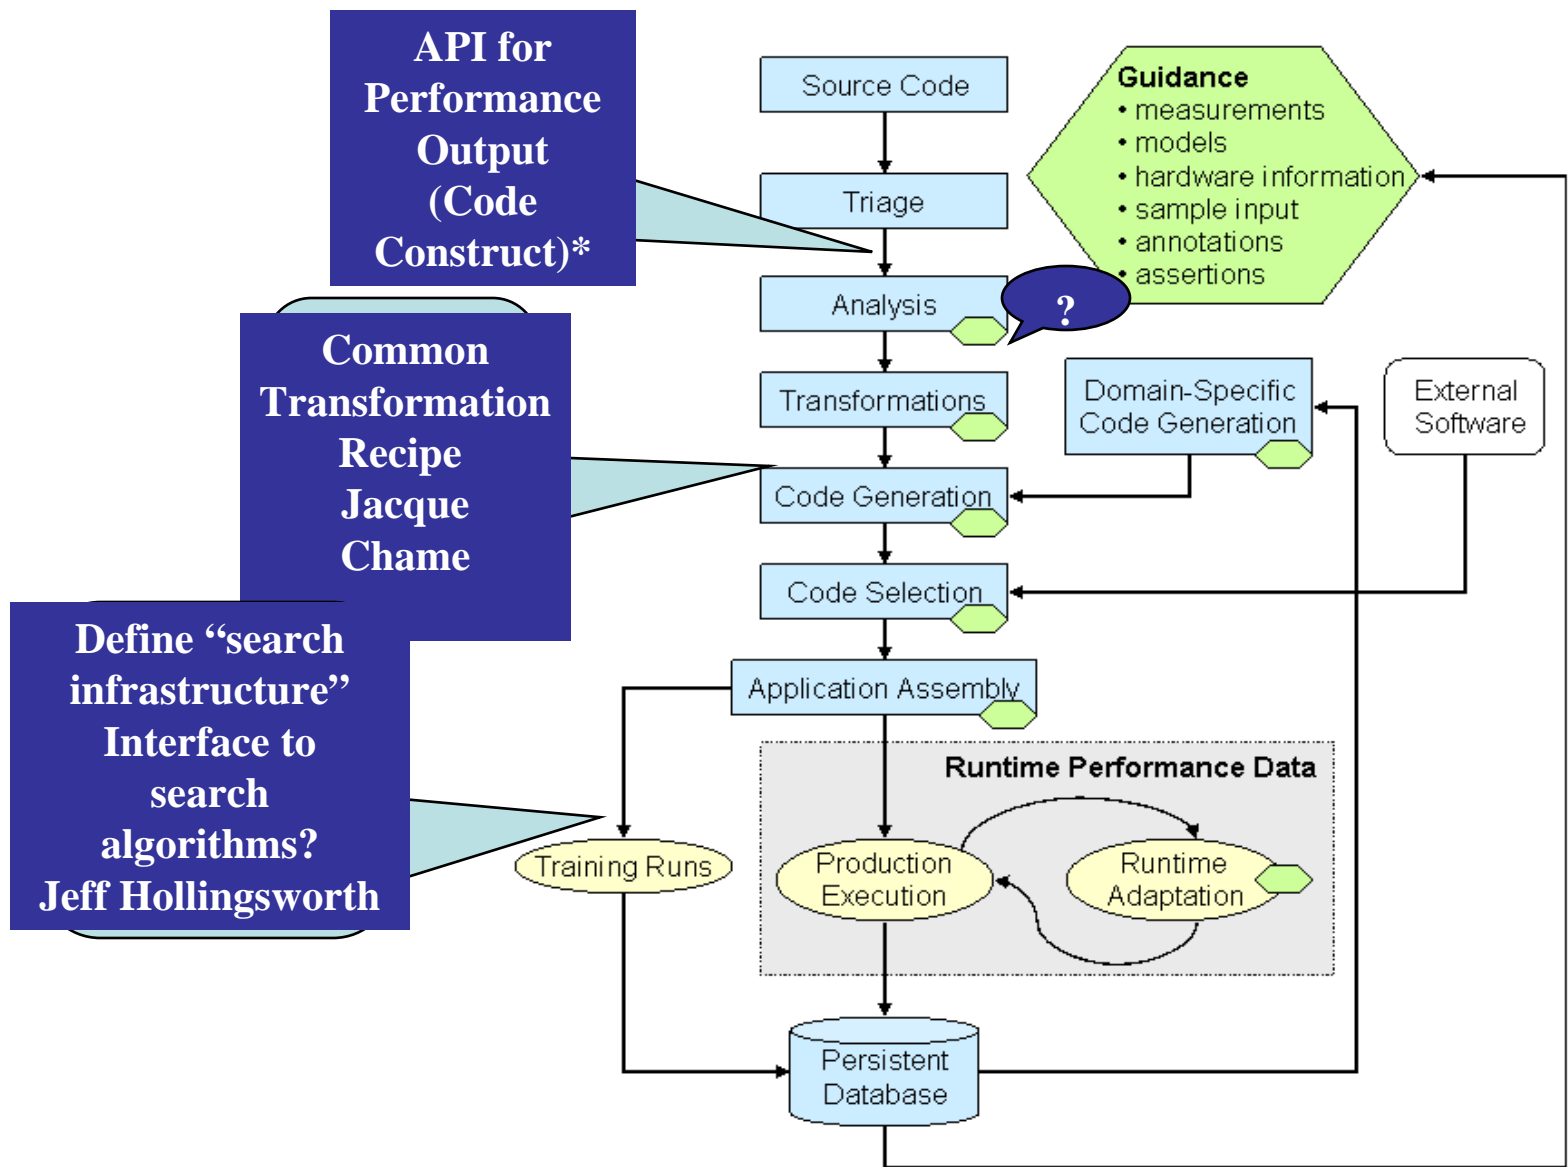 API for
Performance
Output
(Code
Construct)*
Source Code
Guidance
• measurements
• models
• hardware information
• sample input
• annotations
• assertions
Triage
Analysis
?
Common
Transformation
Recipe
Jacque
Chame
Transformations
Domain-Specific
Code Generation
External
Software
Code Generation
Code Selection
Define “search
infrastructure”
Interface to
search
algorithms?
Jeff Hollingsworth
Application Assembly
Runtime Performance Data
Training Runs
Production
Execution
Runtime
Adaptation
Persistent
Database